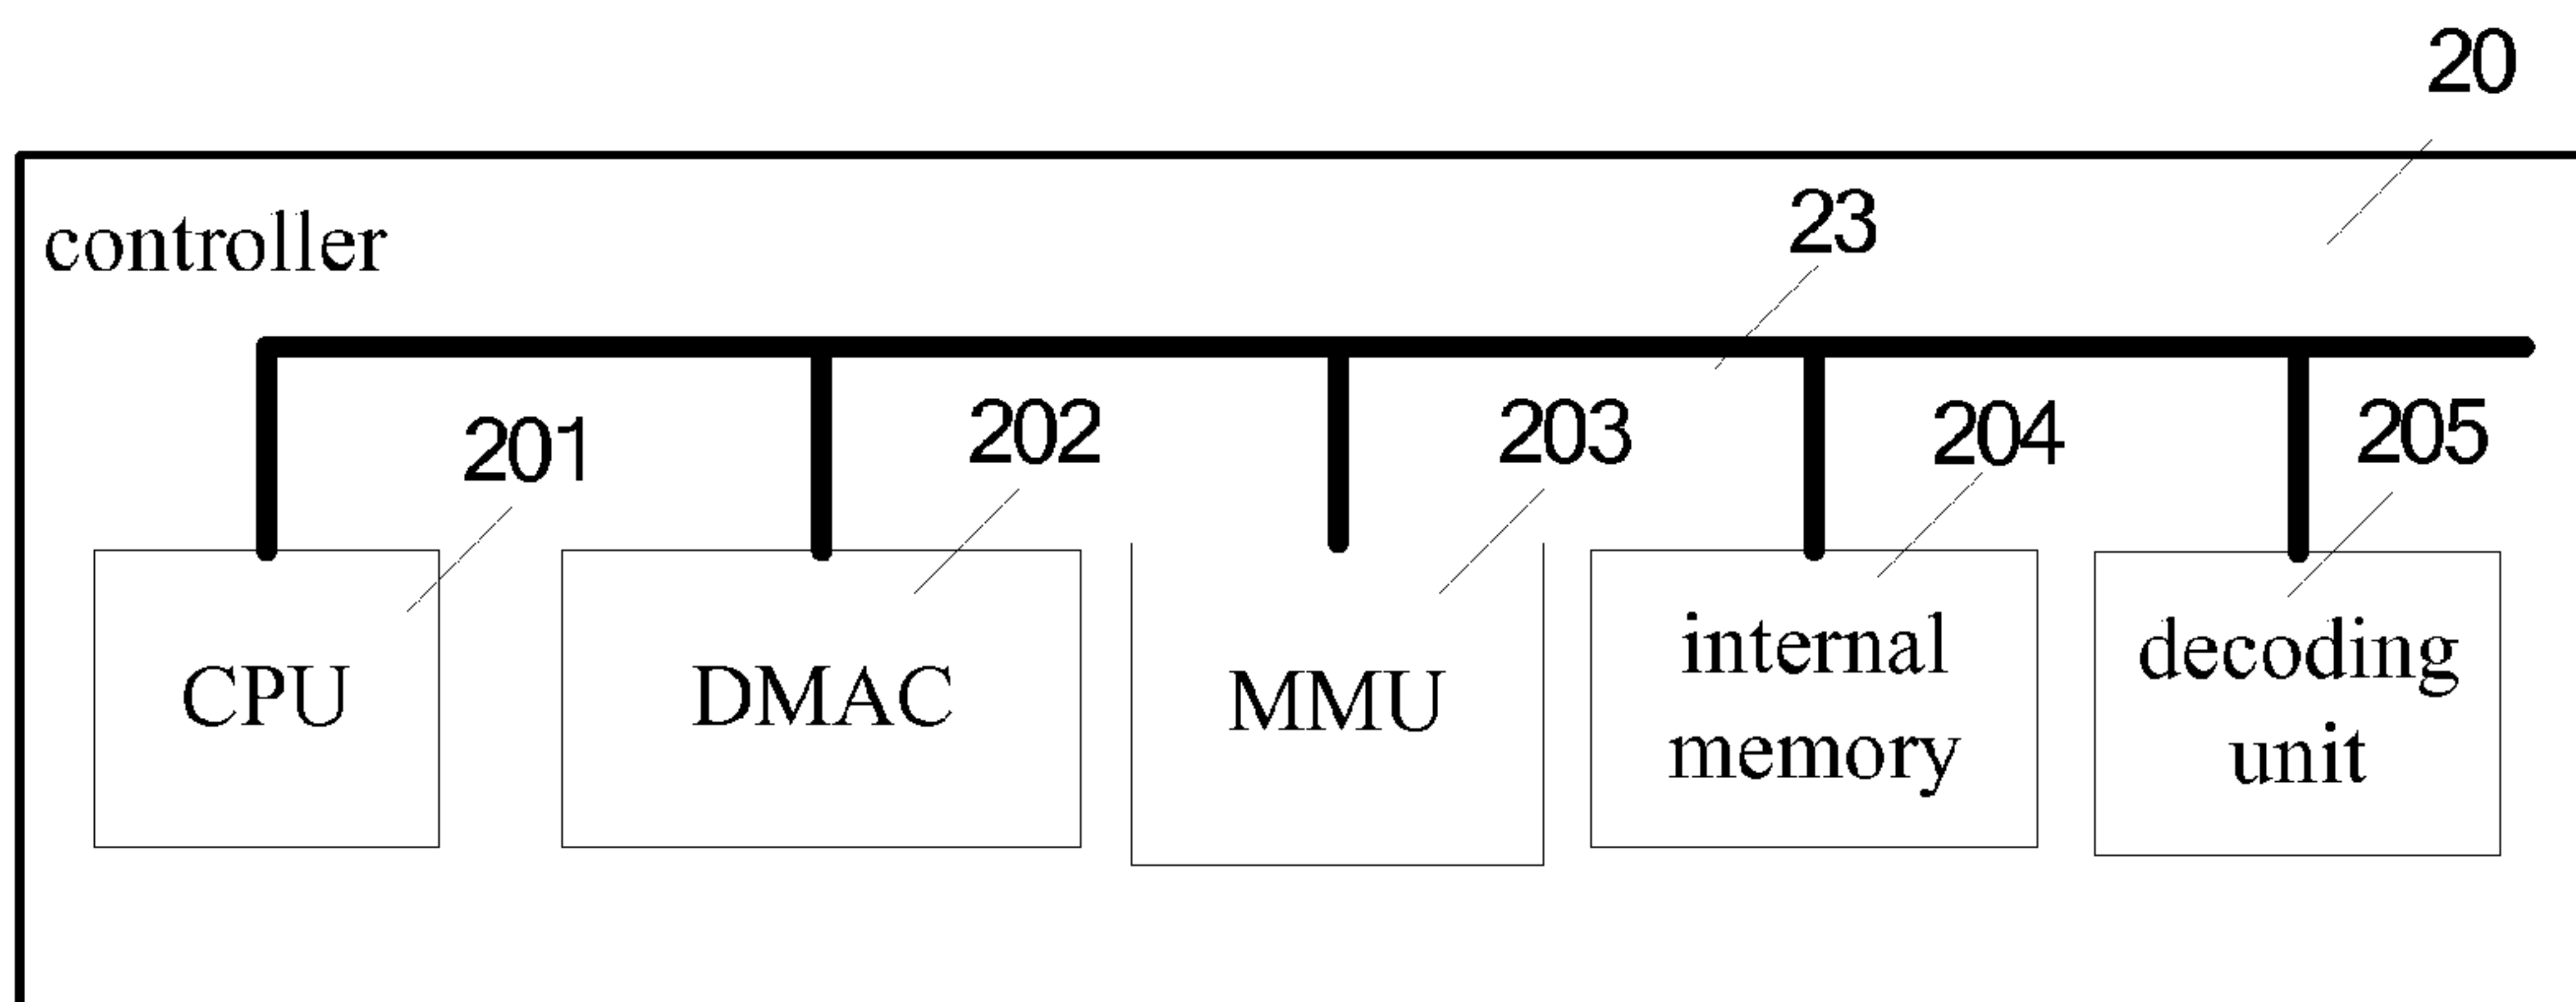 20
controller
23
201
202
203
204
205
CPU
DMAC
MMU
internal
memory
decoding
unit